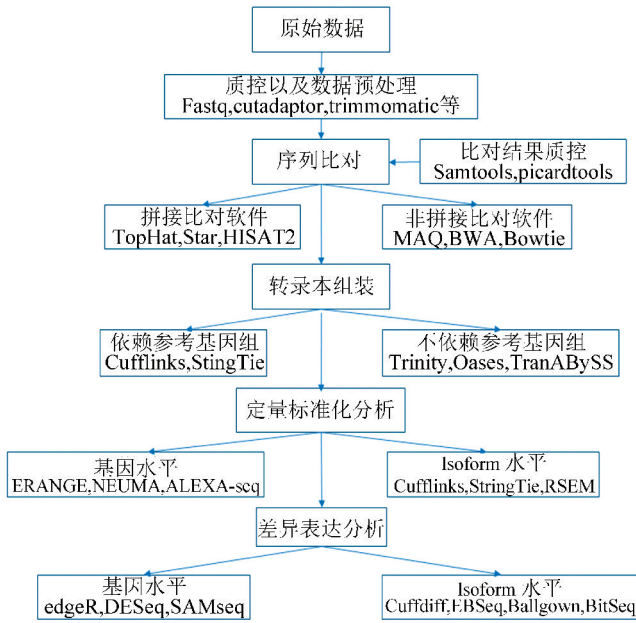 原始数据
质控以及数据预处理
Fastq,cutadaptor,trimmomatic等
序列比对
比对结果质控
Samtools,picardtools
拼接比对软件
TopHat,Star,HISAT2
非拼接比对软件
MAQ,BWA,Bowtie
转录本组装
依赖参考基因组
Cufflinks,StingTie
不依赖参考基因组
Trinity,Oases,TranABySS
定量标准化分析
基因水平
ERANGE,NEUMA,ALEXA-scq
Isoform 水平
Cufflinks,StringTie,RSEM
差异表达分析
基因水平
edgeR,DESeq,SAMseq
Isoform 水平
Cuffdiff,EBSeq,Ballgown,BitSeq